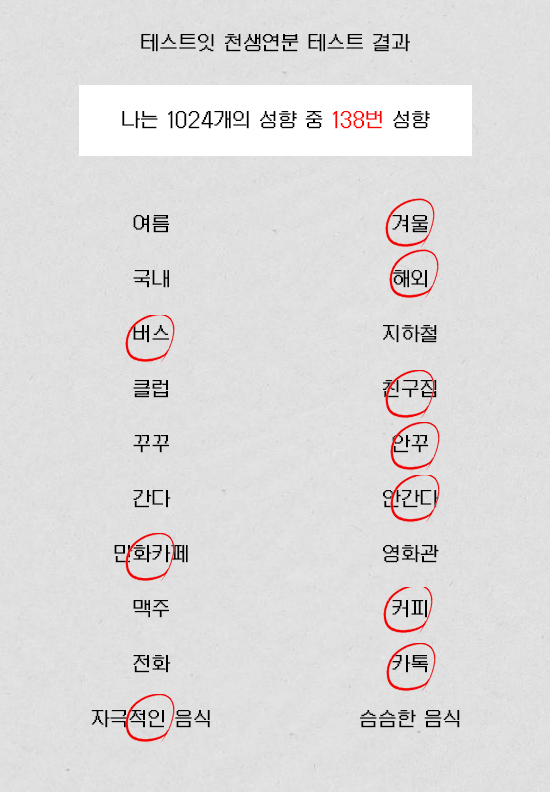 테스트잇 천생연분 테스트 결과
나는 1024개의 성향 중 138번 성향
여름 겨울
국내 해외
버스 지하철
클럽 친구집
꾸꾸 안꾸
간다 안간다
만화카페 영화관
맥주 커피
전화 카톡
자극적인 음식 슴슴한 음식